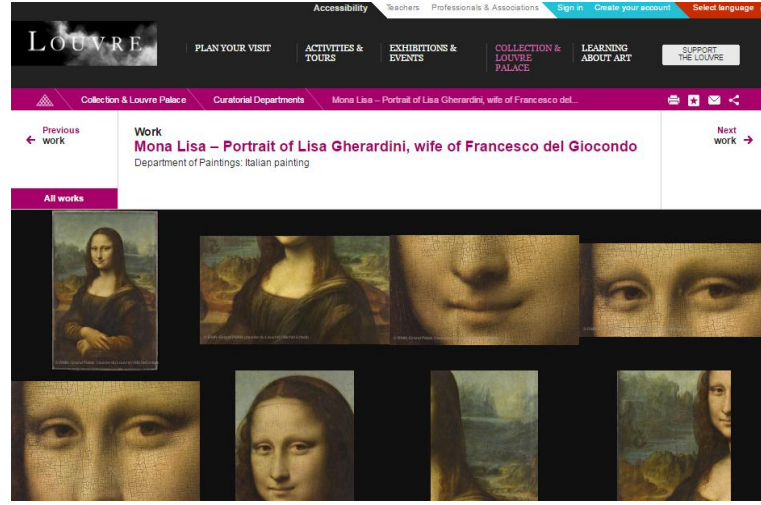 Accessibility Teachers Professionals & Associations Sign in Create your account Select language
LOUVRE
PLAN YOUR VISIT
ACTIVITIES &
TOURS
EXHIBITIONS &
EVENTS
COLLECTION &
LOUVRE
PALACE
LEARNING
ABOUT ART
SUPPORT
THE LOUVRE
Collection & Louvre Palace Curatorial Departments Mona Lisa – Portrait of Lisa Gherardini, wife of Francesco del...
Previous
work
Work
Mona Lisa – Portrait of Lisa Gherardini, wife of Francesco del Giocondo
Department of Paintings: Italian painting
Next
work
All works